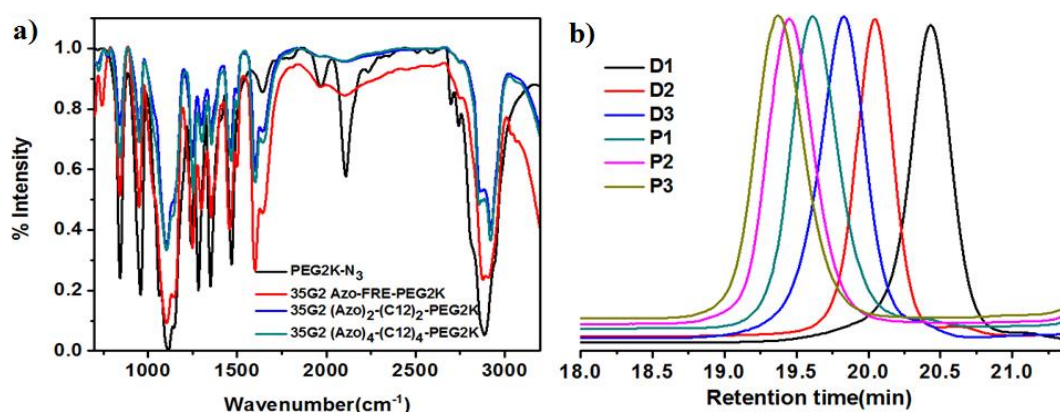 a)
% Intensity
1.0
0.8
0.6
0.4
0.2
0.0
PEG2K-N3
35G2 Azo-FRE-PEG2K
35G2 (Azo)2-(C12)2-PEG2K
35G2 (Azo)4-(C12)4-PEG2K
1000 1500 2000 2500 3000
Wavenumber(cm-1)
b)
D1
D2
D3
P1
P2
P3
18.0 18.5 19.0 19.5 20.0 20.5 21.0
Retention time(min)